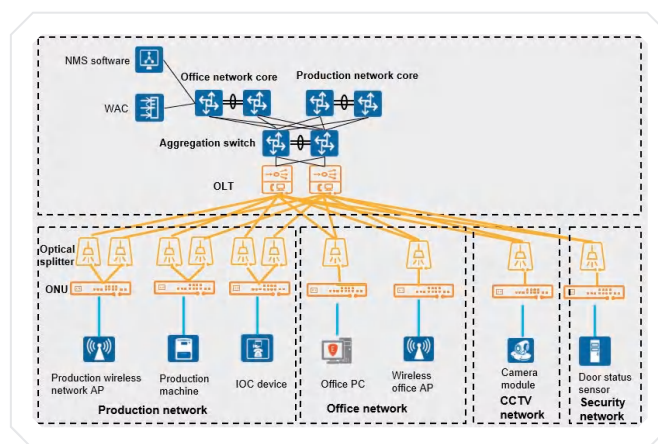 NMS software
Office network core
Production network core
WAC
Aggregation switch
OLT
Optical
splitter
ONU
Production wireless
network AP
Production
machine
IOC device
Office PC
Wireless
office AP
Camera
module
Door status
sensor
Production network
Office network
CCTV
network
Security
network